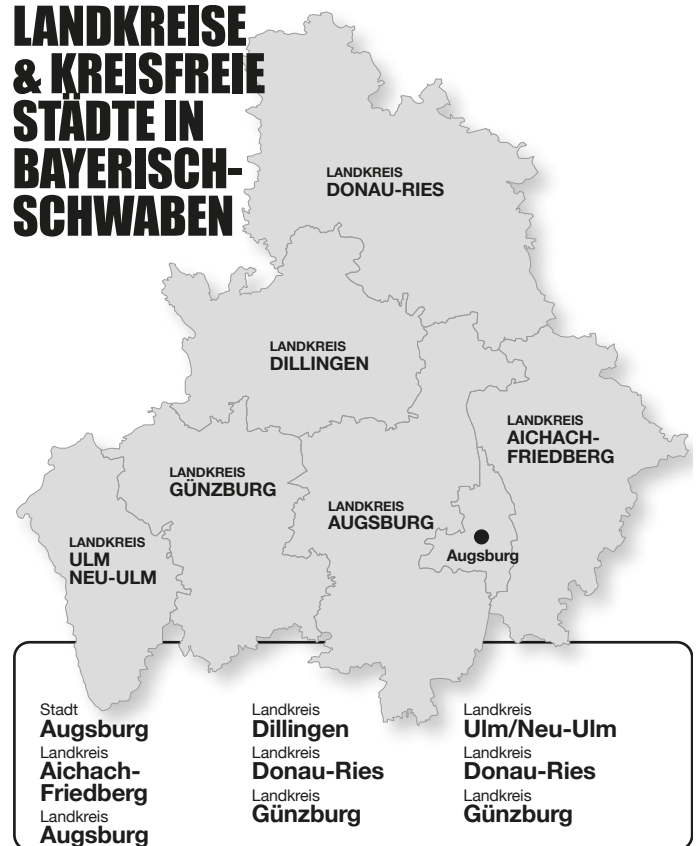 LANDKREISE
& KREISFREIE
STÄDTE IN
BAYERISCH-
SCHWABEN
LANDKREIS
DONAU-RIES
LANDKREIS
DILLINGEN
LANDKREIS
AICHACH-
FRIEDBERG
LANDKREIS
GÜNZBURG
LANDKREIS
AUGSBURG
Augsburg
LANDKREIS
ULM
NEU-ULM
Stadt
Augsburg
Landkreis
Aichach-
Friedberg
Landkreis
Augsburg
Landkreis
Dillingen
Landkreis
Donau-Ries
Landkreis
Günzburg
Landkreis
Ulm/Neu-Ulm
Landkreis
Donau-Ries
Landkreis
Günzburg